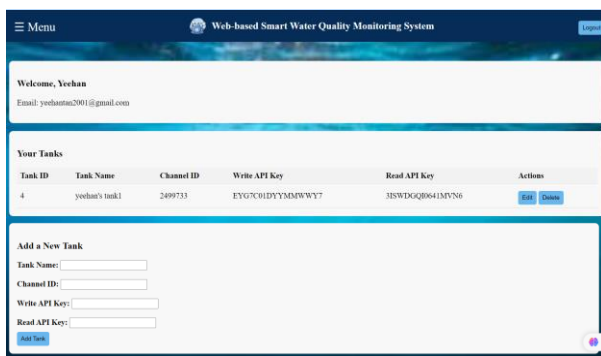 ☰ Menu
Web-based Smart Water Quality Monitoring System
Logout
Welcome, Yeehan
Email: yeehantan2001@gmail.com
Your Tanks
Tank ID Tank Name Channel ID Write API Key Read API Key Actions
4 yeehan's tank1 2499733 EYG7C01DYYMMWWY7 3ISWDGQI0641MVN6 Edit Delete
Add a New Tank
Tank Name:
Channel ID:
Write API Key:
Read API Key:
Add Tank